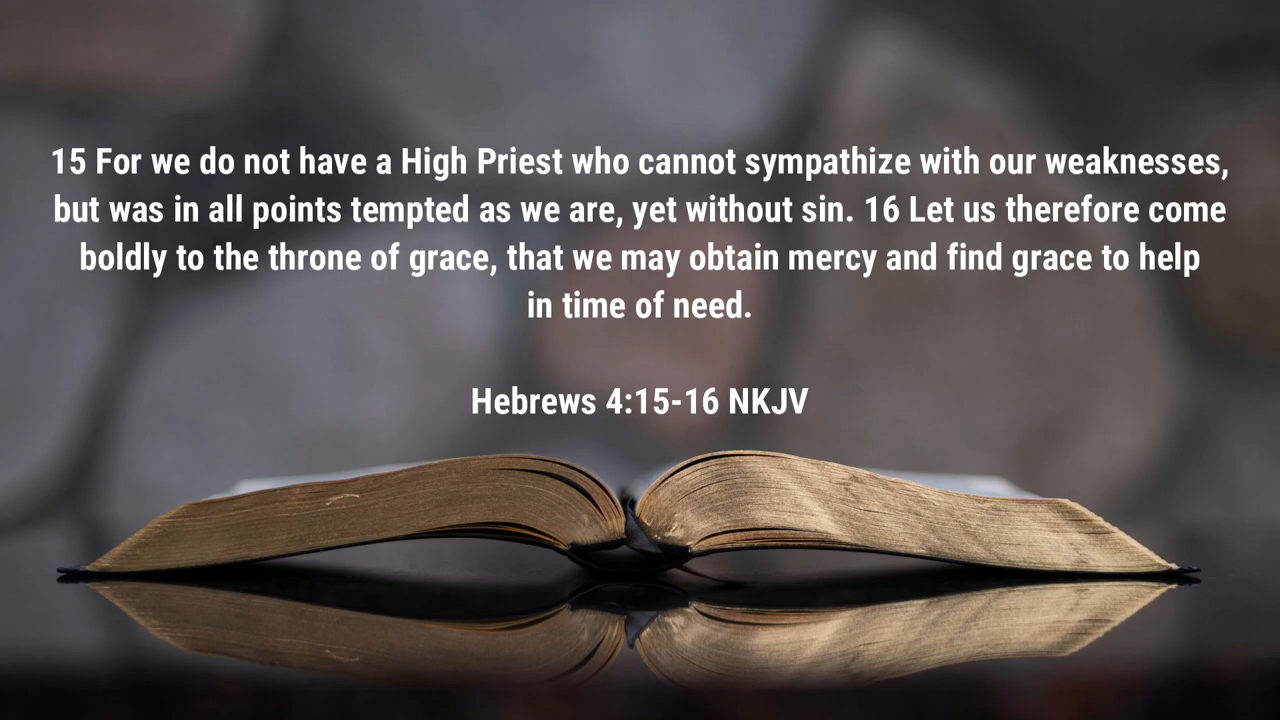 15 For we do not have a High Priest who cannot sympathize with our weaknesses,
but was in all points tempted as we are, yet without sin. 16 Let us therefore come
boldly to the throne of grace, that we may obtain mercy and find grace to help
in time of need.
Hebrews 4:15-16 NKJV